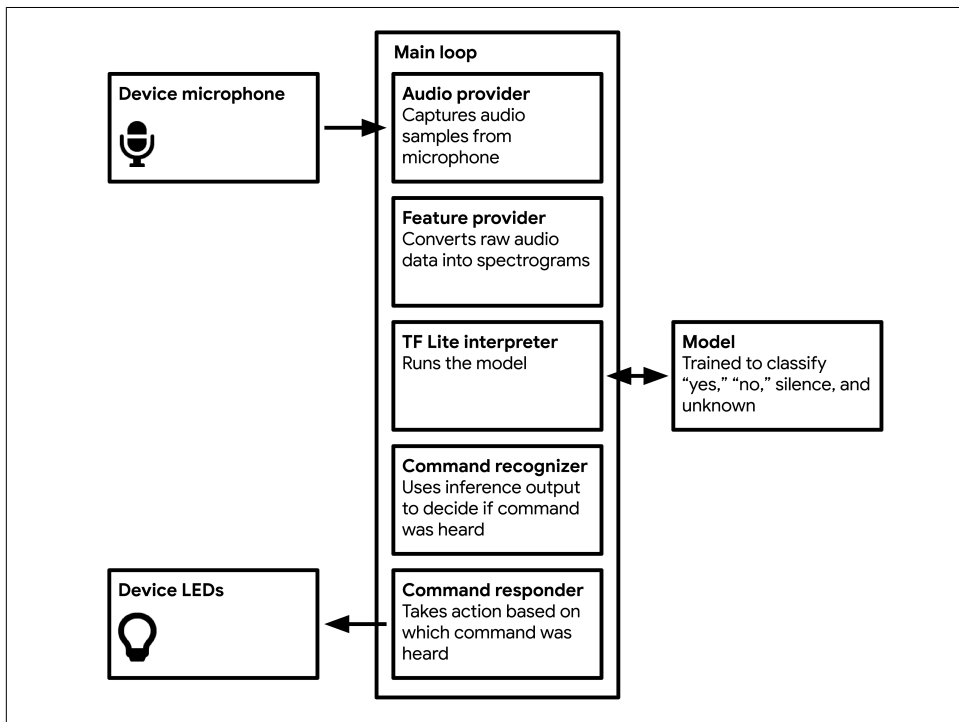 Main loop
Device microphone
Audio provider
Captures audio
samples from
microphone
Feature provider
Converts raw audio
data into spectrograms
TF Lite interpreter
Runs the model
Model
Trained to classify
“yes,” “no,” silence, and
unknown
Command recognizer
Uses inference output
to decide if command
was heard
Device LEDs
Command responder
Takes action based on
which command was
heard